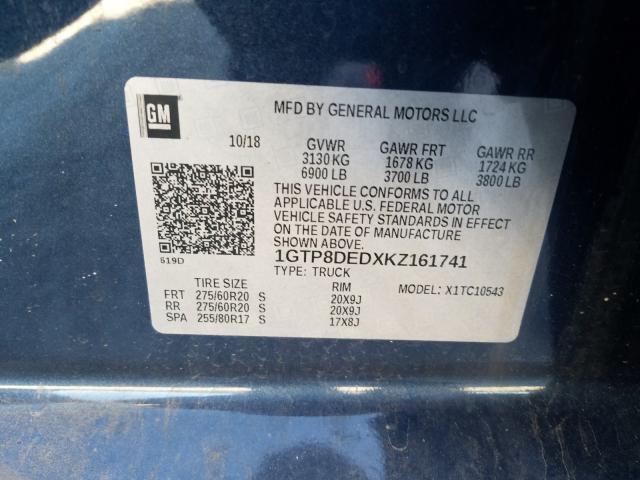 GM
MFD BY GENERAL MOTORS LLC
10/18 GVWR GAWR FRT GAWR RR
3130 KG 1678 KG 1724 KG
6900 LB 3700 LB 3800 LB
THIS VEHICLE CONFORMS TO ALL
APPLICABLE U.S. FEDERAL MOTOR
VEHICLE SAFETY STANDARDS IN EFFECT
ON THE DATE OF MANUFACTURE
SHOWN ABOVE.
619D 1GTP8DEDXKZ161741
TYPE: TRUCK MODEL: X1TC10543
TIRE SIZE RIM
FRT 275/60R20 S 20X9J
RR 275/60R20 S 20X9J
SPA 255/80R17 S 17X8J